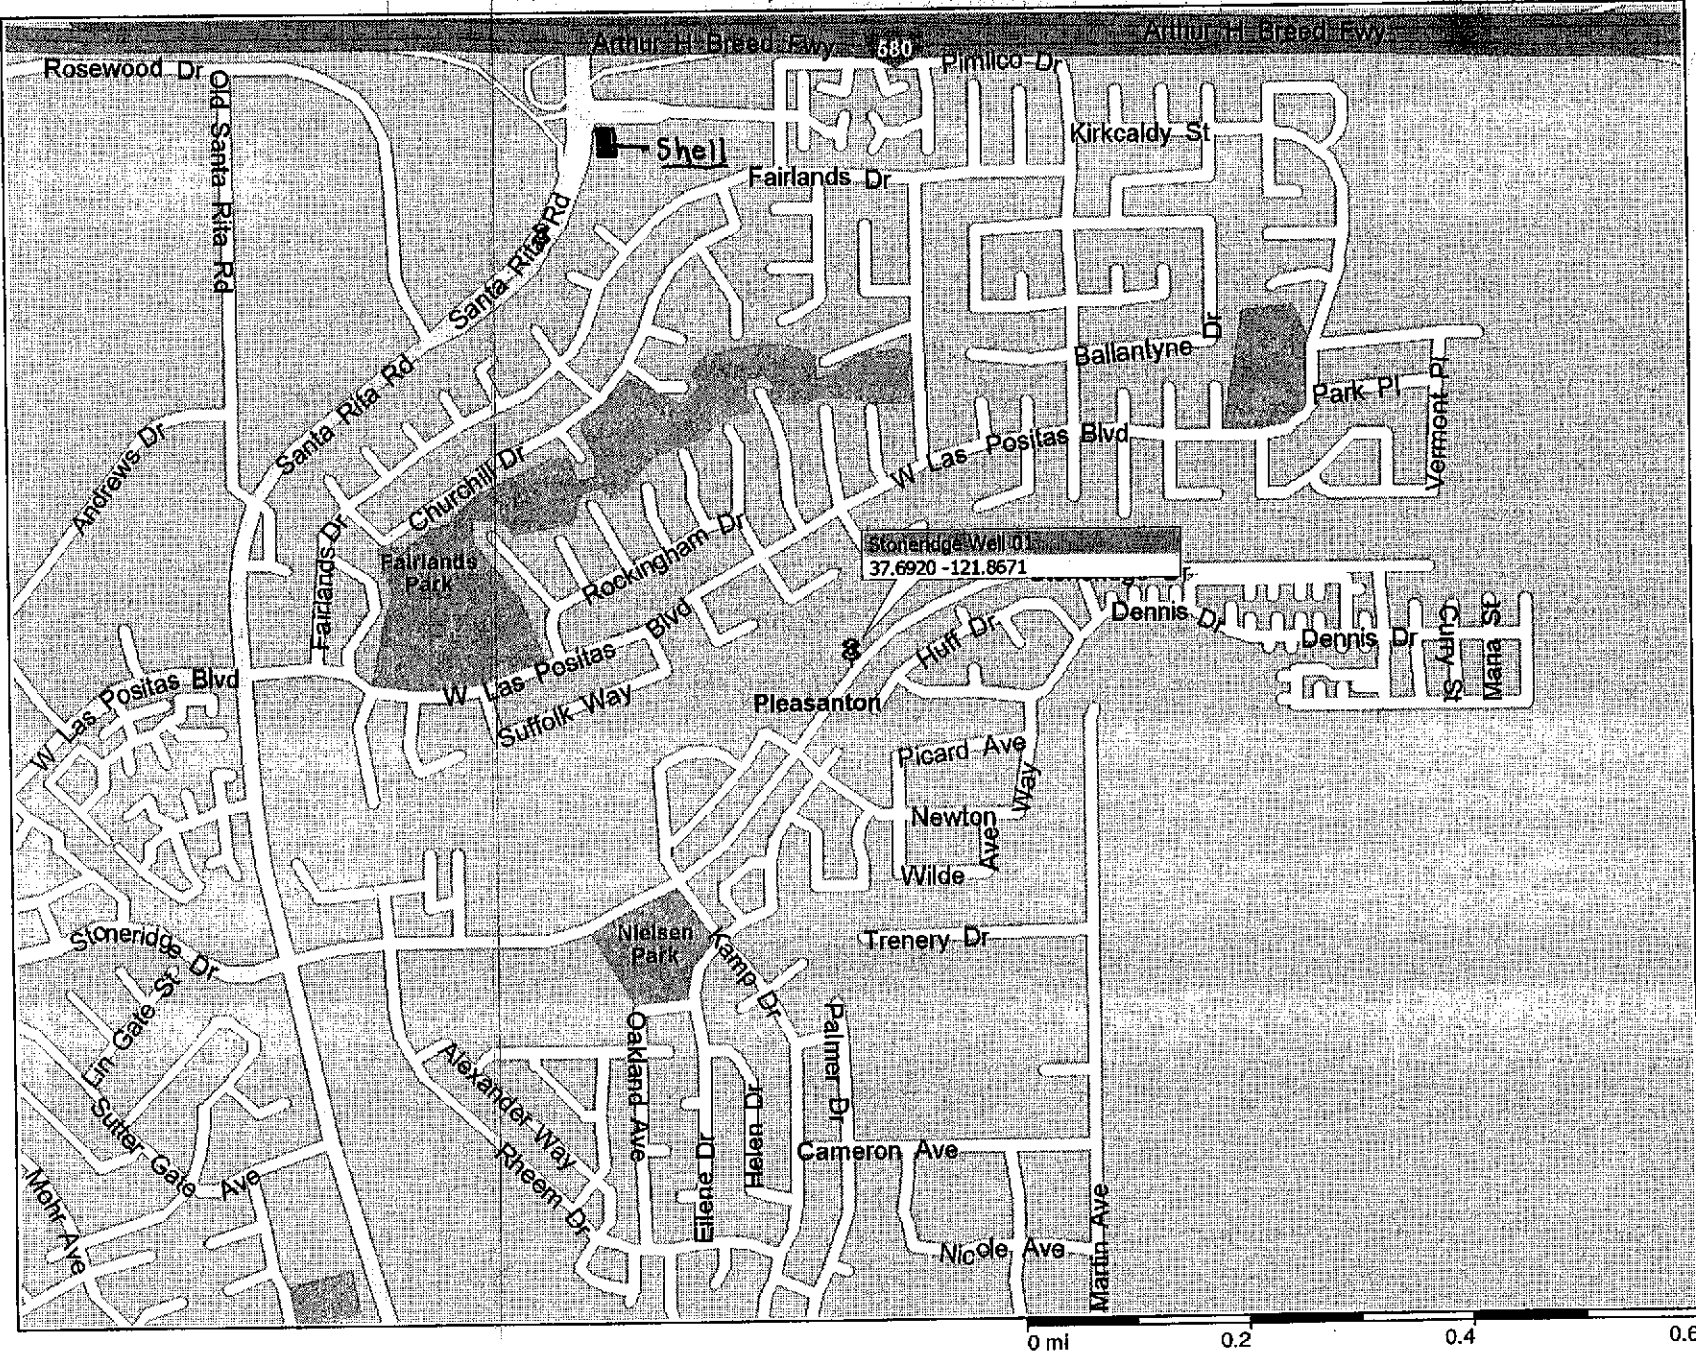 Arthur H Breed Fwy
580
Arthur H Breed Fwy
Rosewood Dr
Pimlico Dr
Old Santa Rita Rd
Kirkcaldy St
Shell
Fairlands Dr
Santa Rita Rd
Santa Rita Rd
Ballantyne Dr
Park Pl
Vermont Pl
Andrews Dr
Churchill Dr
W Las Positas Blvd
Fairlands Dr
Fairlands
Park
Rockingham Dr
Stoneridge Well 01
37.6920 -121.8671
Dennis Dr
Dennis Dr
Curry St
Mana St
Huff Dr
W Las Positas Blvd
W Las Positas Blvd
Suffolk Way
Pleasanton
Picard Ave
Way
Newton
Ave
Wilde
Nielsen
Park
Tamp Dr
Trenery Dr
Stoneridge Dr
Lin Gate St
Palmer Dr
Oakland Ave
Alexander Way
Helen Dr
Sutter Gate Ave
Rheem Dr
Eilene Dr
Cameron Ave
Mohr Ave
Nicole Ave
Martin Ave
0 mi 0.2 0.4 0.6